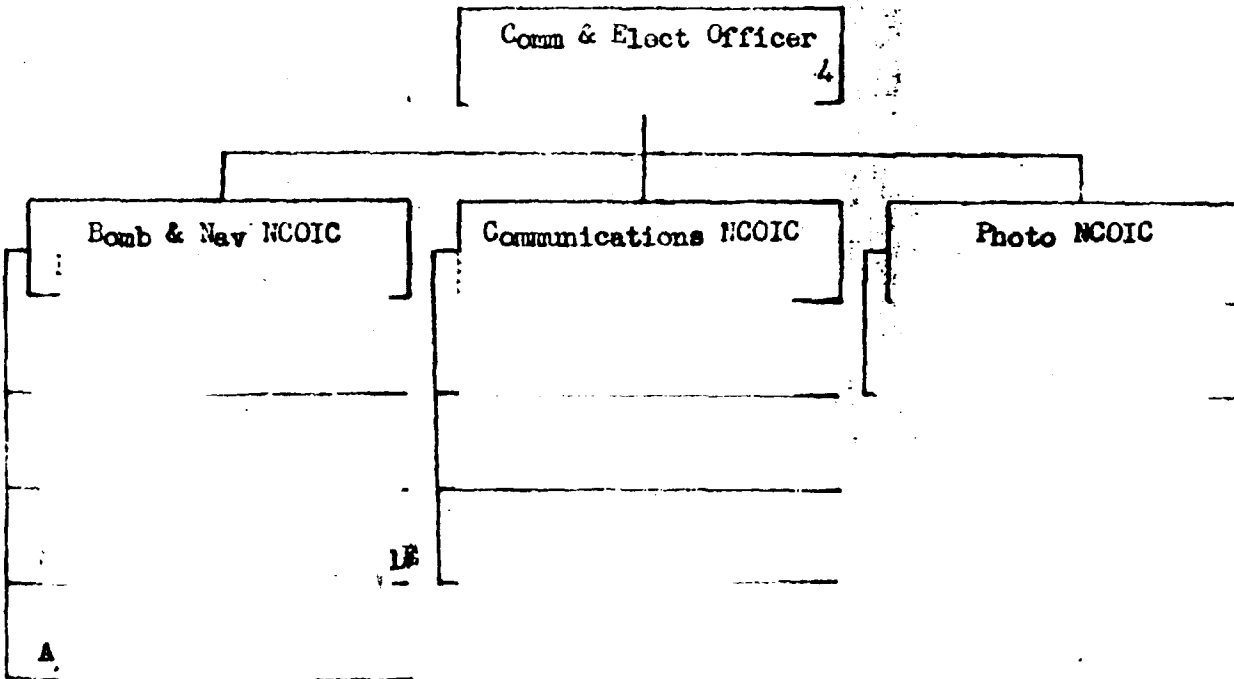 Comm & Elect Officer
4
Bomb & Nav NCOIC
Communications NCOIC
Photo NCOIC
A